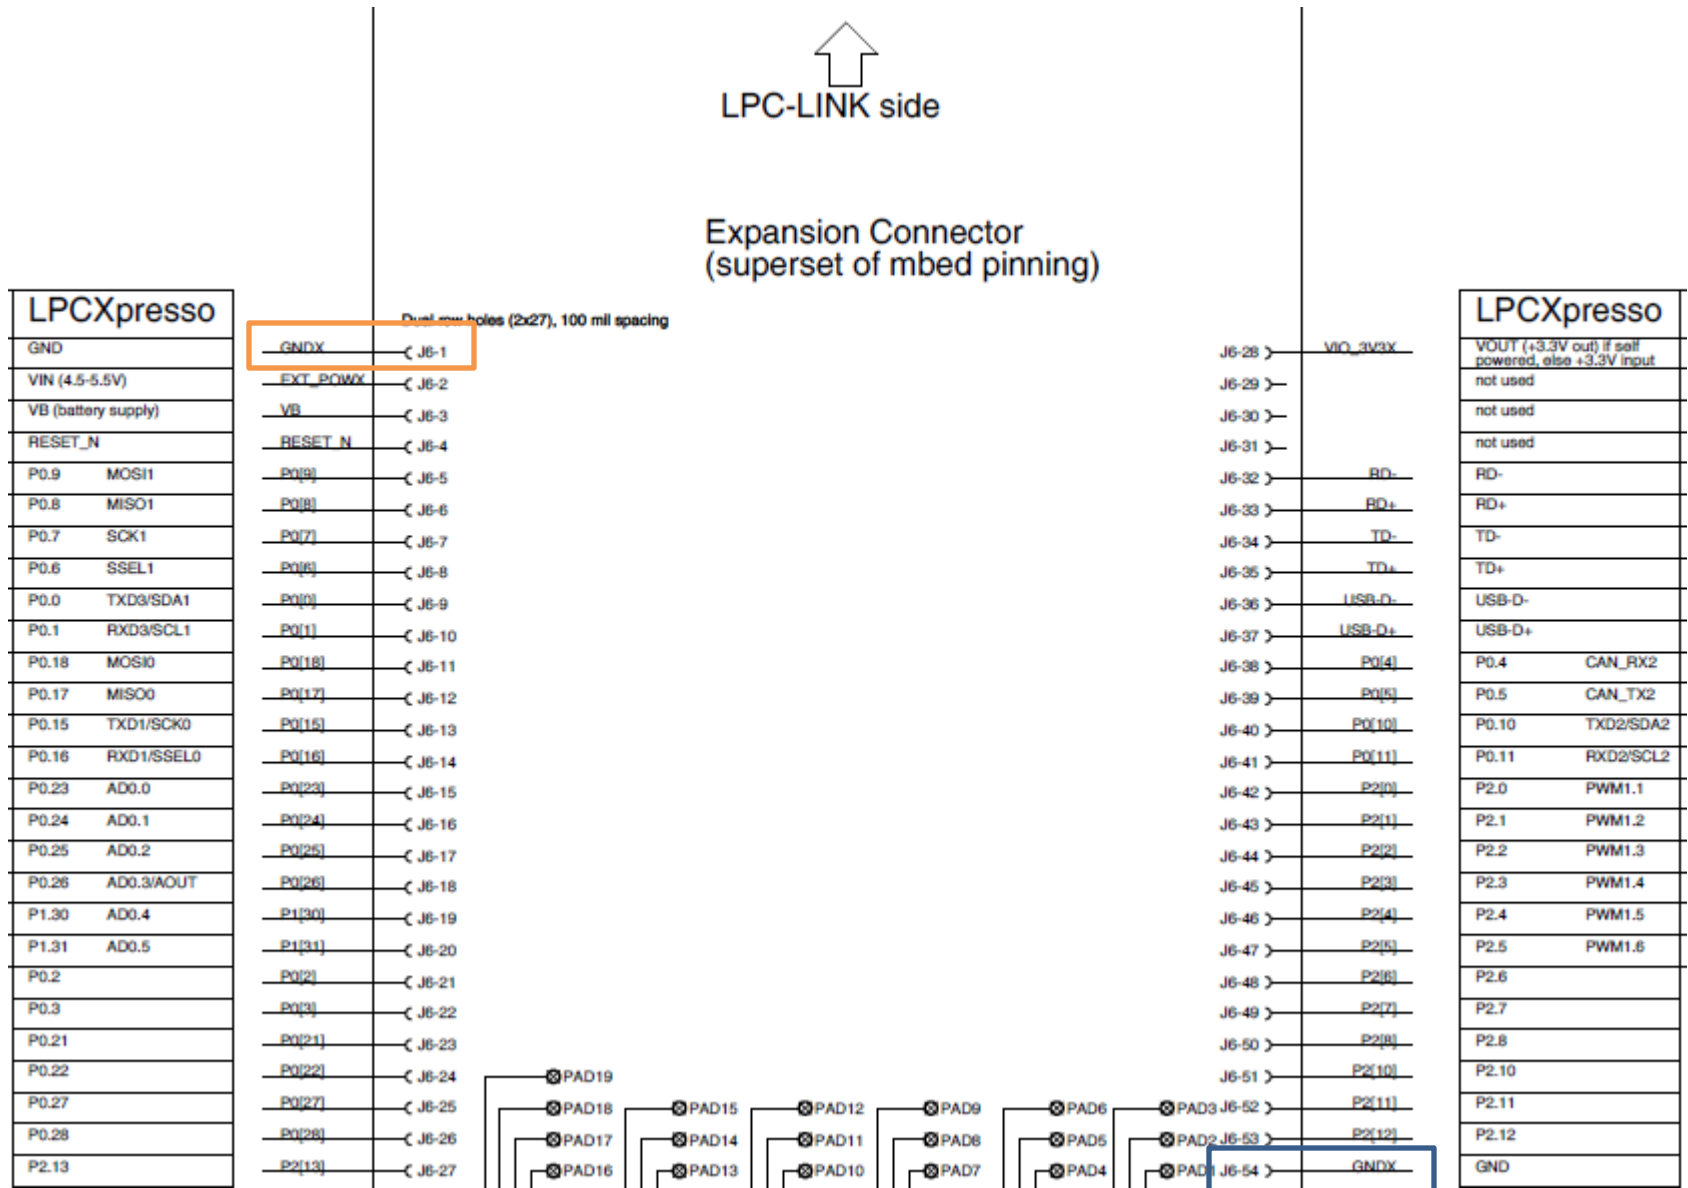 LPC-LINK side
Expansion Connector
(superset of mbed pinning)
LPCXpresso
Dual row holes (2x27), 100 mil spacing
LPCXpresso
GND GNDX J6-1 J6-28 VIO_3V3X VOUT (+3.3V out) if self
powered, else +3.3V input
VIN (4.5-5.5V) EXT_POWX J6-2 J6-29 not used
VB (battery supply) VB J6-3 J6-30 not used
RESET_N RESET_N J6-4 J6-31 not used
P0.9 MOSI1 P0[9] J6-5 J6-32 RD- RD-
P0.8 MISO1 P0[8] J6-6 J6-33 RD+ RD+
P0.7 SCK1 P0[7] J6-7 J6-34 TD- TD-
P0.6 SSEL1 P0[6] J6-8 J6-35 TD+ TD+
P0.0 TXD3/SDA1 P0[0] J6-9 J6-36 USB-D- USB-D-
P0.1 RXD3/SCL1 P0[1] J6-10 J6-37 USB-D+ USB-D+
P0.18 MOSI0 P0[18] J6-11 J6-38 P0[4] P0.4 CAN_RX2
P0.17 MISO0 P0[17] J6-12 J6-39 P0[5] P0.5 CAN_TX2
P0.15 TXD1/SCK0 P0[15] J6-13 J6-40 P0[10] P0.10 TXD2/SDA2
P0.16 RXD1/SSEL0 P0[16] J6-14 J6-41 P0[11] P0.11 RXD2/SCL2
P0.23 AD0.0 P0[23] J6-15 J6-42 P2[0] P2.0 PWM1.1
P0.24 AD0.1 P0[24] J6-16 J6-43 P2[1] P2.1 PWM1.2
P0.25 AD0.2 P0[25] J6-17 J6-44 P2[2] P2.2 PWM1.3
P0.26 AD0.3/AOUT P0[26] J6-18 J6-45 P2[3] P2.3 PWM1.4
P1.30 AD0.4 P1[30] J6-19 J6-46 P2[4] P2.4 PWM1.5
P1.31 AD0.5 P1[31] J6-20 J6-47 P2[5] P2.5 PWM1.6
P0.2 P0[2] J6-21 J6-48 P2[6] P2.6
P0.3 P0[3] J6-22 J6-49 P2[7] P2.7
P0.21 P0[21] J6-23 J6-50 P2[8] P2.8
P0.22 P0[22] J6-24 PAD19 J6-51 P2[10] P2.10
P0.27 P0[27] J6-25 PAD18 PAD15 PAD12 PAD9 PAD6 PAD3 J6-52 P2[11] P2.11
P0.28 P0[28] J6-26 PAD17 PAD14 PAD11 PAD8 PAD5 PAD2 J6-53 P2[12] P2.12
P2.13 P2[13] J6-27 PAD16 PAD13 PAD10 PAD7 PAD4 PAD1 J6-54 GNDX GND